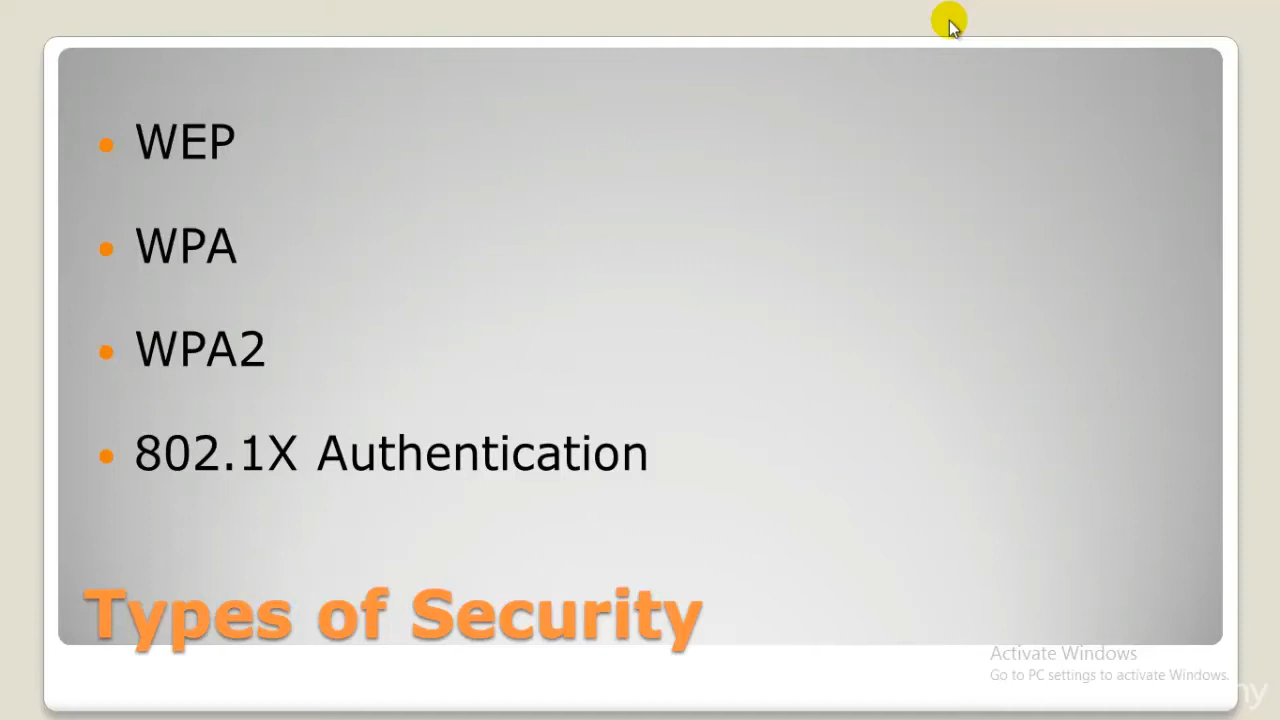 WEP
WPA
WPA2
802.1X Authentication
Types of Security
Activate Windows
Go to PC settings to activate Windows.